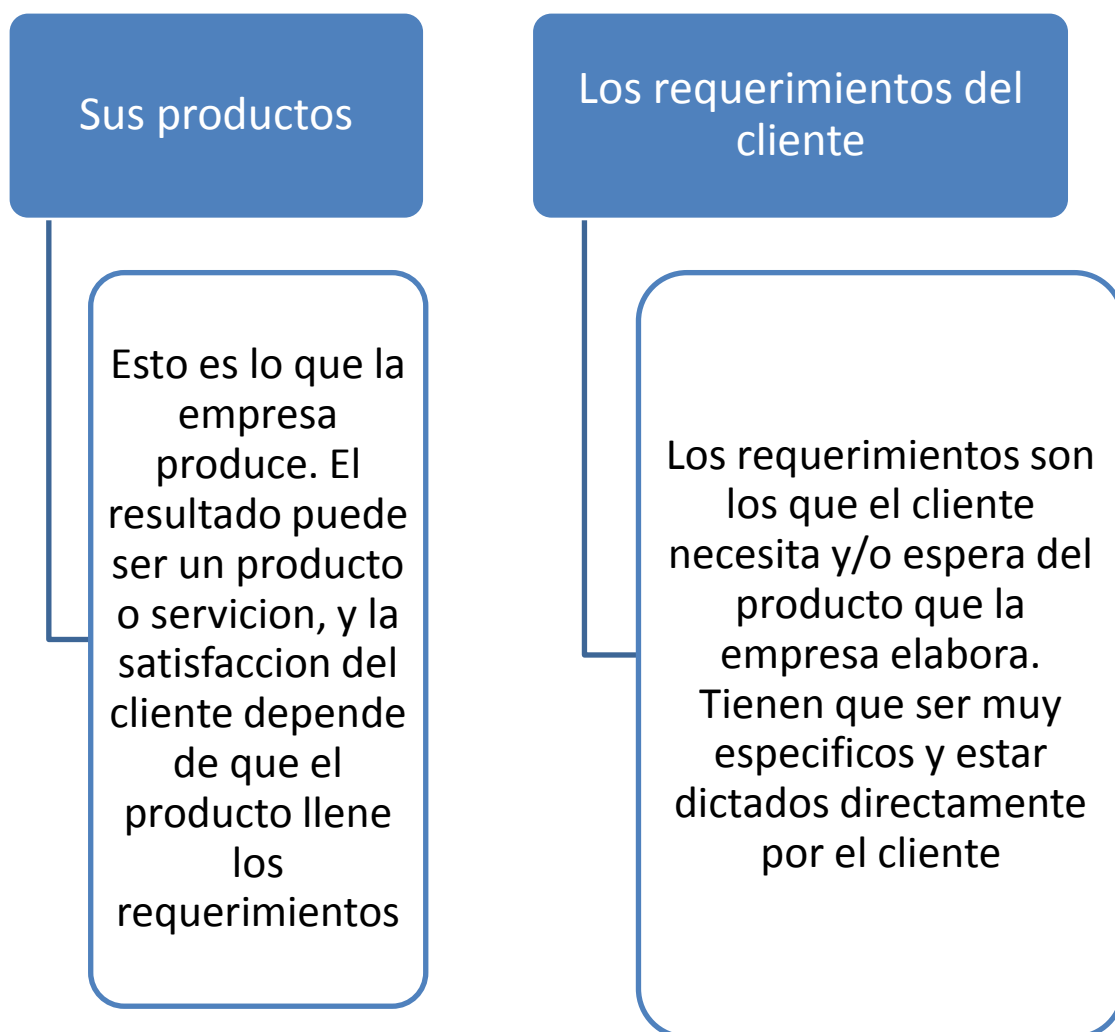 Sus productos
Esto es lo que la
empresa
produce. El
resultado puede
ser un producto
o servicion, y la
satisfaccion del
cliente depende
de que el
producto llene
los
requerimientos
Los requerimientos del
cliente
Los requerimientos son
los que el cliente
necesita y/o espera del
producto que la
empresa elabora.
Tienen que ser muy
especificos y estar
dictados directamente
por el cliente